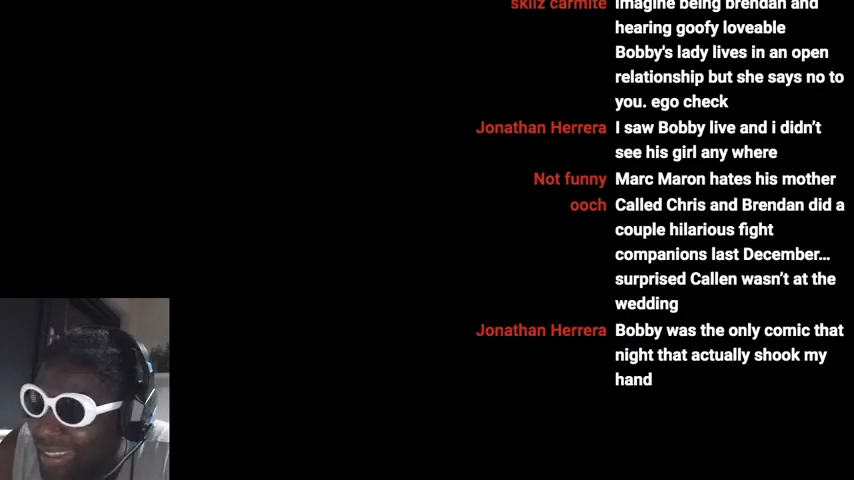 skilz carmite imagine being brendan and
hearing goofy loveable
Bobby's lady lives in an open
relationship but she says no to
you. ego check
Jonathan Herrera I saw Bobby live and i didn't
see his girl any where
Not funny Marc Maron hates his mother
ooch Called Chris and Brendan did a
couple hilarious fight
companions last December...
surprised Callen wasn't at the
wedding
Jonathan Herrera Bobby was the only comic that
night that actually shook my
hand